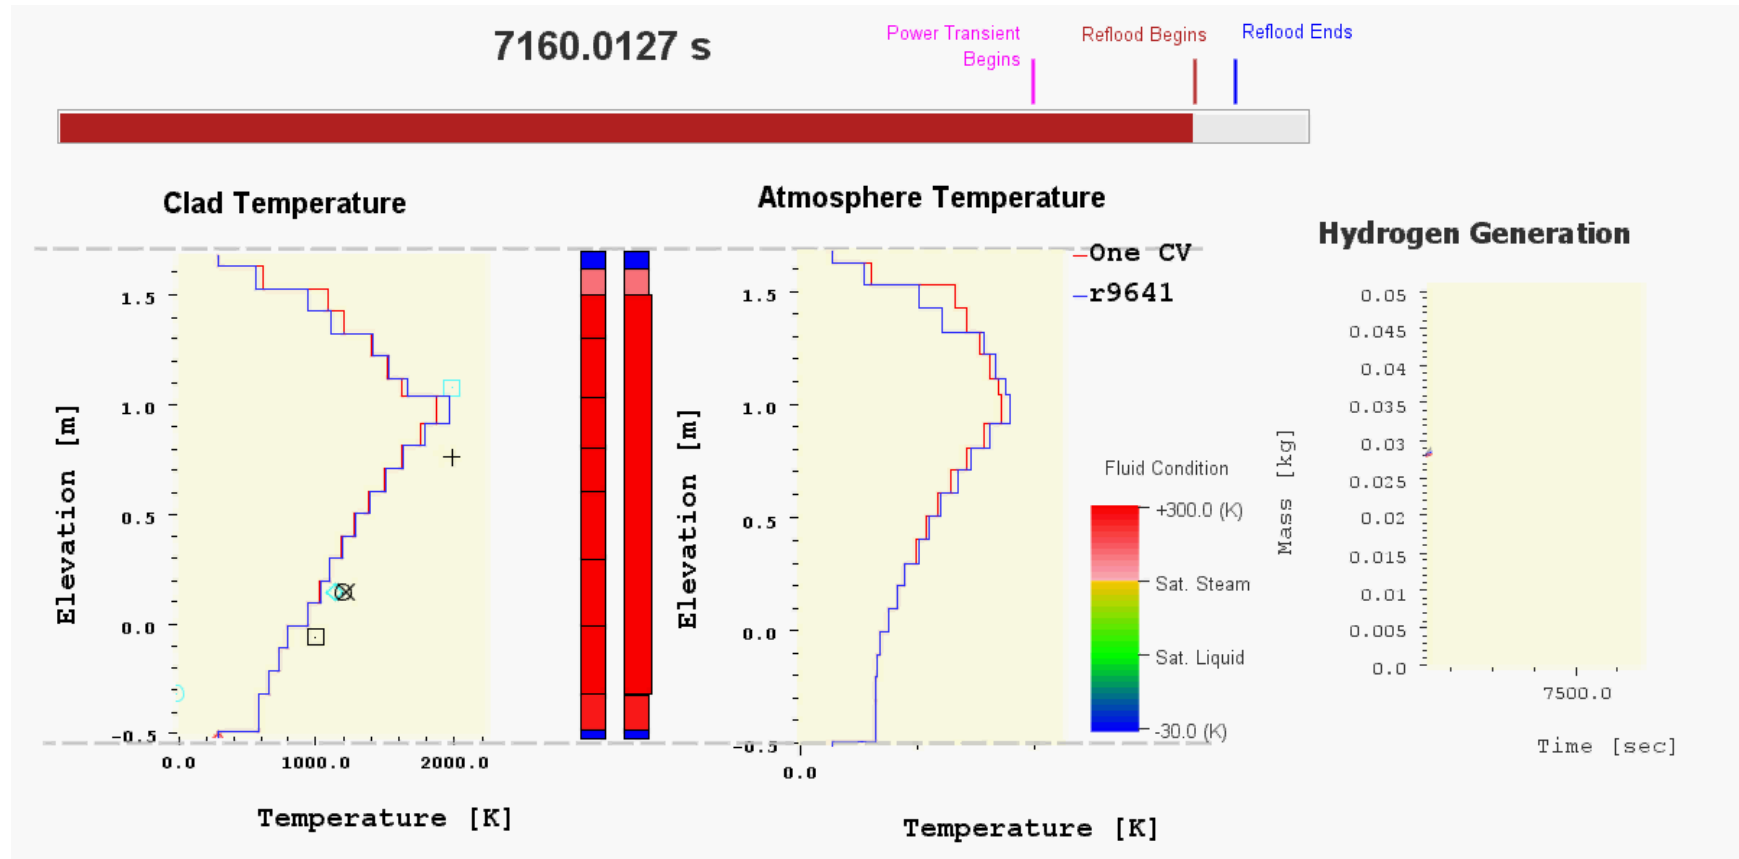 7160.0127 s
Power Transient
Begins
Reflood Begins
Reflood Ends
Clad Temperature
Elevation [m]
1.5
1.0
0.5
0.0
-0.5
0.0
1000.0
2000.0
Temperature [K]
Atmosphere Temperature
One CV
r9641
Elevation [m]
1.5
1.0
0.5
0.0
-0.5
0.0
Temperature [K]
Fluid Condition
+300.0 (K)
Sat. Steam
Sat. Liquid
-30.0 (K)
Hydrogen Generation
Mass [kg]
0.05
0.045
0.04
0.035
0.03
0.025
0.02
0.015
0.01
0.005
0.0
7500.0
Time [sec]